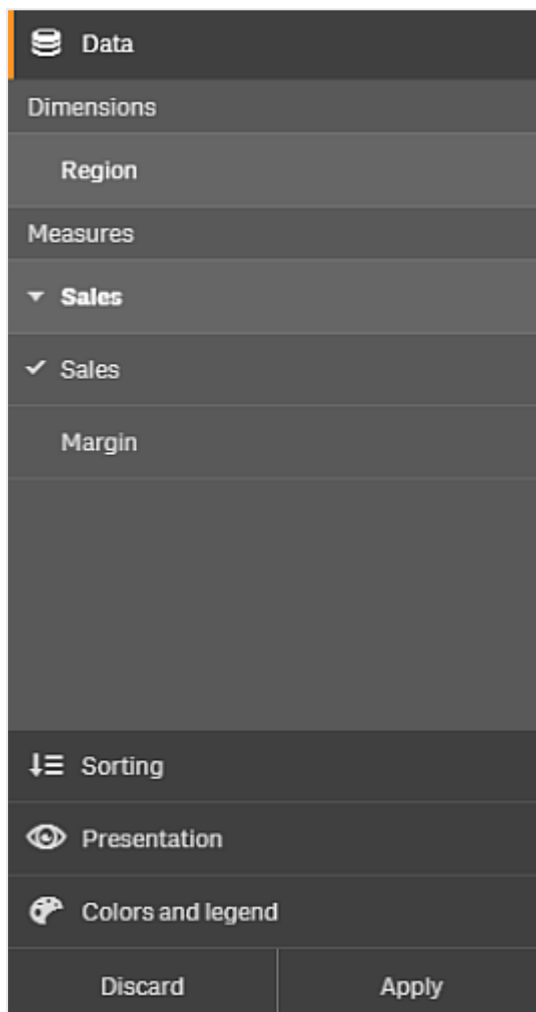 Data
Dimensions
Region
Measures
Sales
Sales
Margin
Sorting
Presentation
Colors and legend
Discard Apply